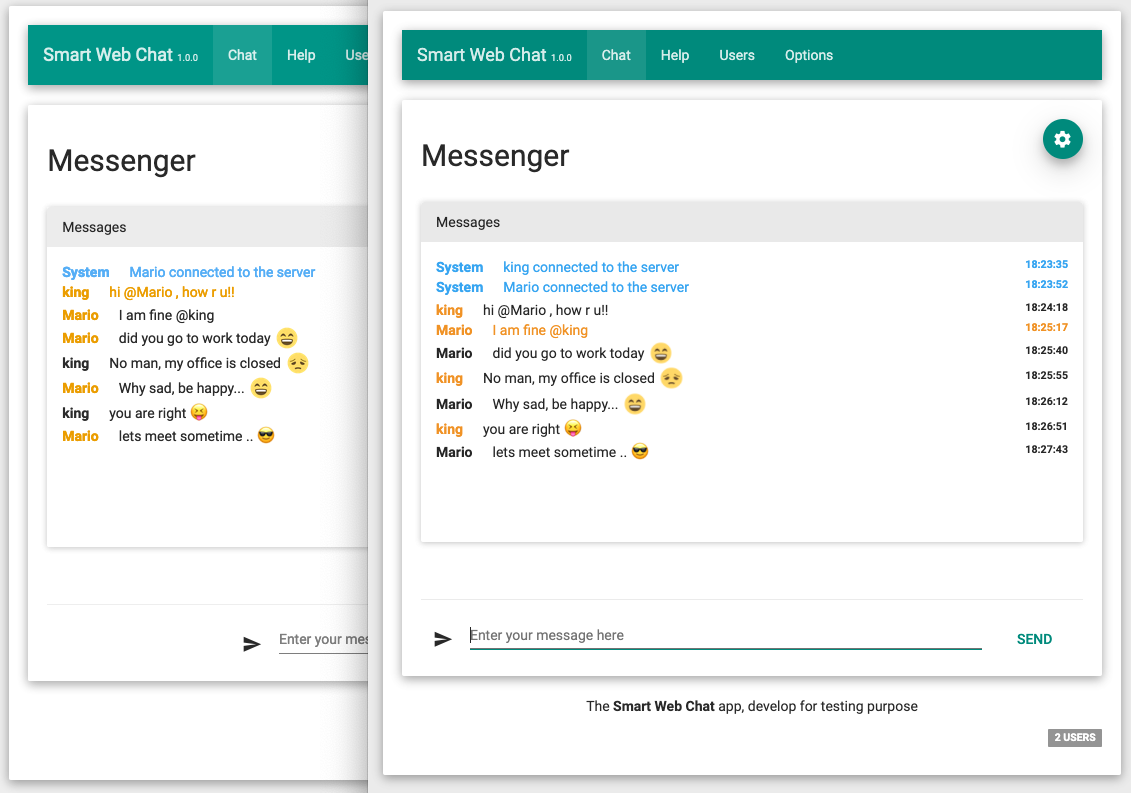 Smart Web Chat 1.0.0 Chat Help Use
Messenger
Messages
System Mario connected to the server
king hi @Mario , how r u!!
Mario I am fine @king
Mario did you go to work today 😄
king No man, my office is closed 😞
Mario Why sad, be happy... 😄
king you are right 😝
Mario lets meet sometime .. 😎
Enter your mes
Smart Web Chat 1.0.0 Chat Help Users Options
Messenger
Messages
System king connected to the server 18:23:35
System Mario connected to the server 18:23:52
king hi @Mario , how r u!! 18:24:18
Mario I am fine @king 18:25:17
Mario did you go to work today 😄 18:25:40
king No man, my office is closed 😞 18:25:55
Mario Why sad, be happy... 😄 18:26:12
king you are right 😝 18:26:51
Mario lets meet sometime .. 😎 18:27:43
Enter your message here SEND
The Smart Web Chat app, develop for testing purpose
2 USERS